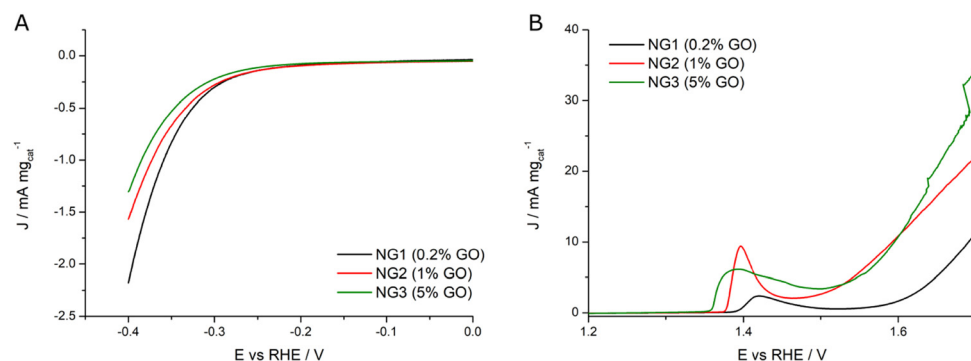 A
0.0
-0.5
-1.0
-1.5
-2.0
-2.5
J / mA mg_cat^-1
NG1 (0.2% GO)
NG2 (1% GO)
NG3 (5% GO)
-0.4 -0.3 -0.2 -0.1 0.0
E vs RHE / V
B
40
30
20
10
0
J / mA mg_cat^-1
NG1 (0.2% GO)
NG2 (1% GO)
NG3 (5% GO)
1.2 1.4 1.6
E vs RHE / V